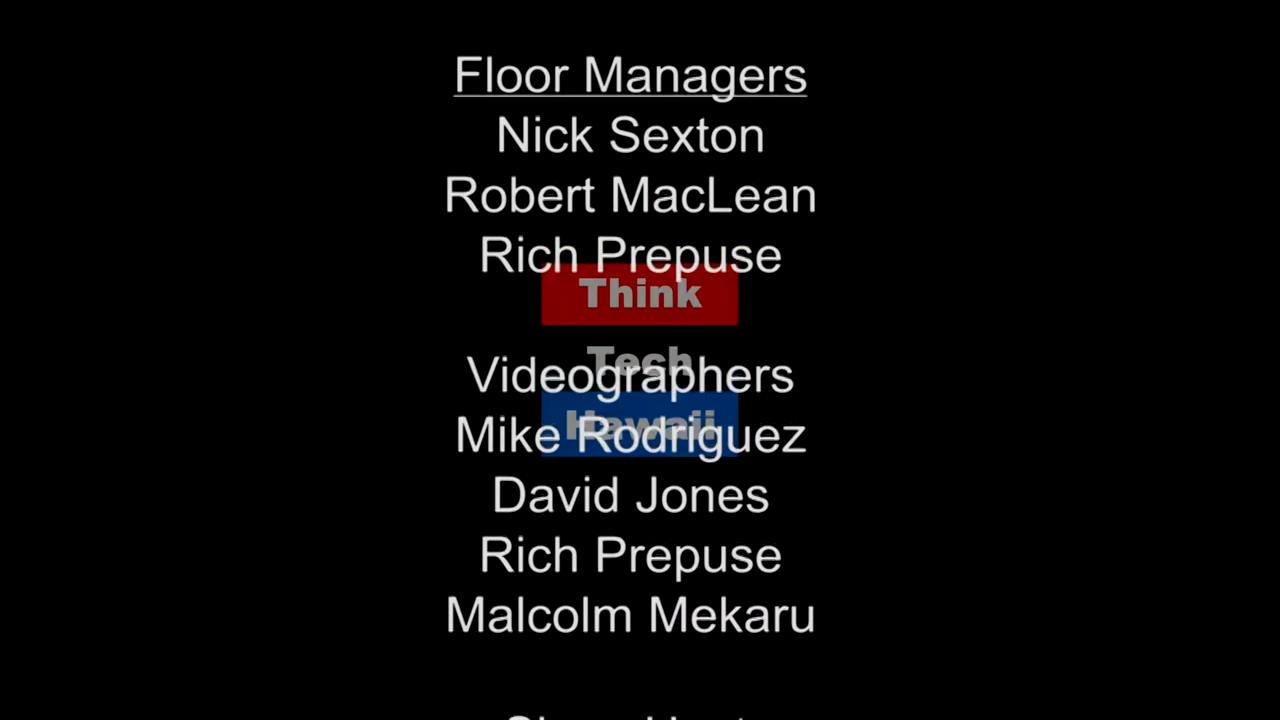 Floor Managers
Nick Sexton
Robert MacLean
Rich Prepuse
Think
Tech
Videographers
Hawaii
Mike Rodriguez
David Jones
Rich Prepuse
Malcolm Mekaru